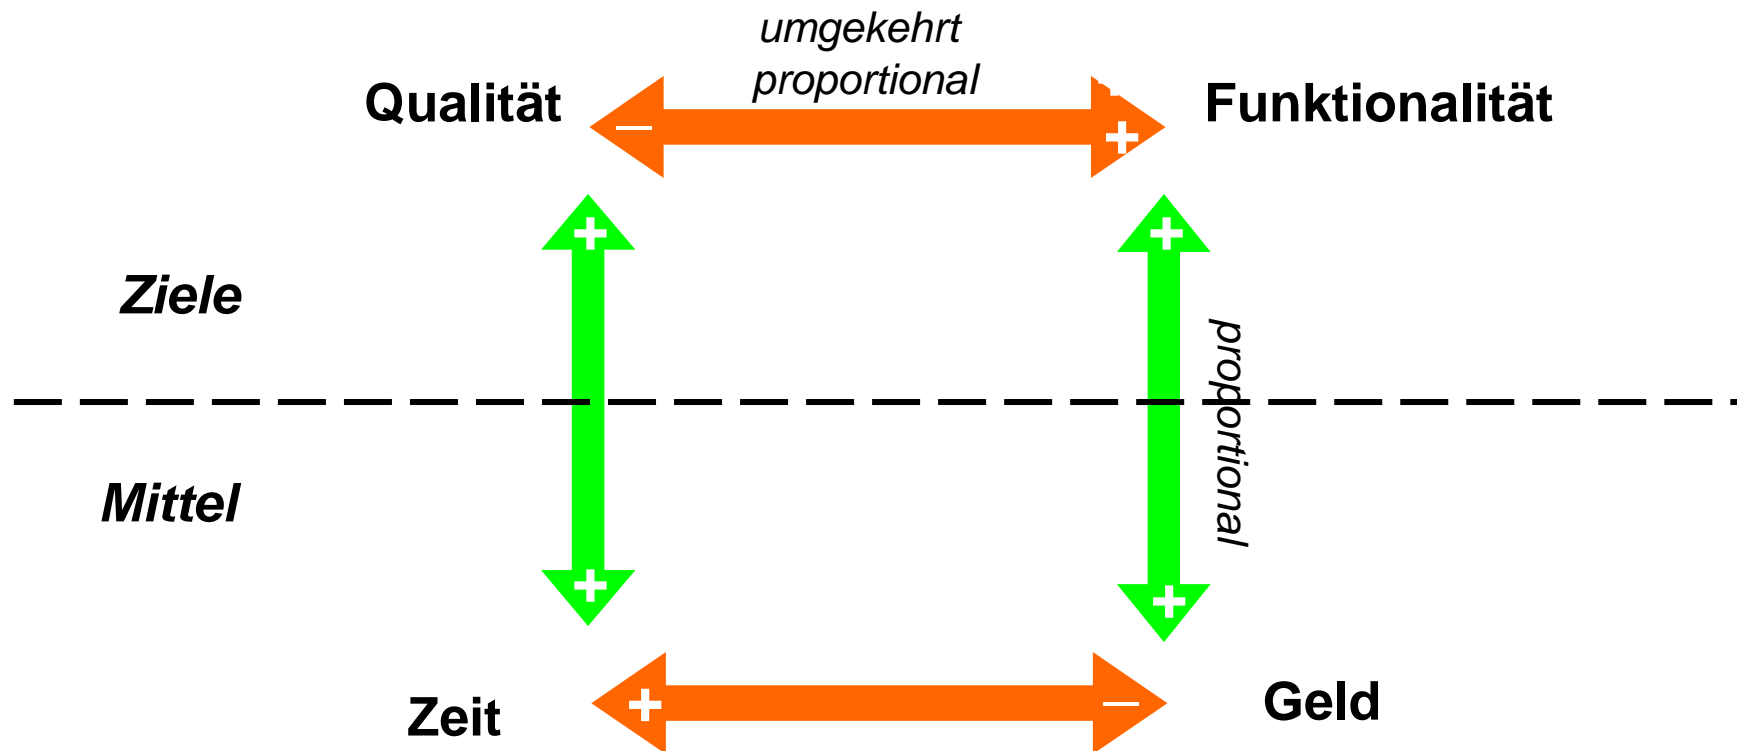 umgekehrt
proportional
Qualität
Funktionalität
–
+
+
+
Ziele
proportional
Mittel
+
+
Zeit
+
–
Geld